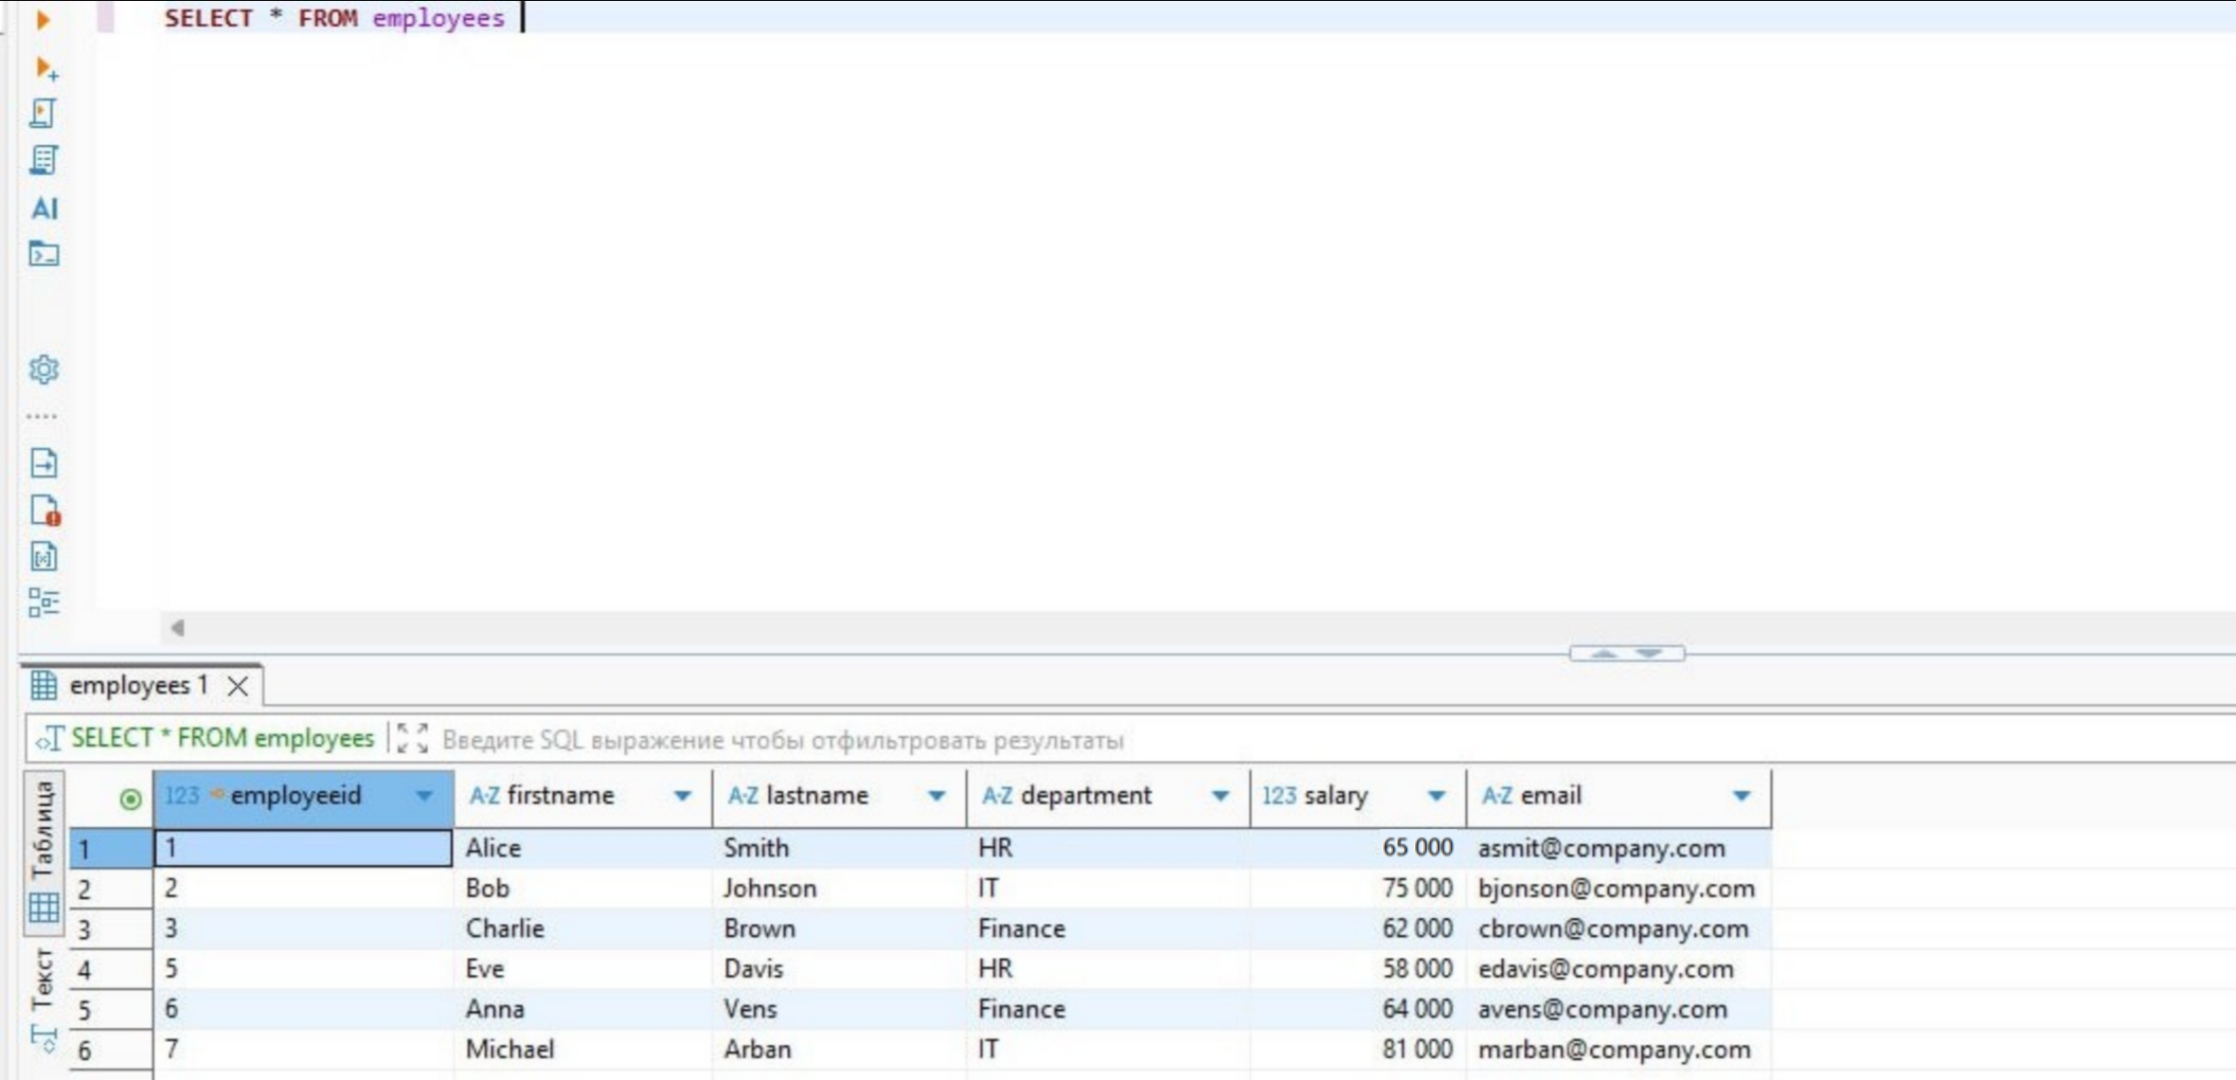 SELECT * FROM employees
AI
employees 1
SELECT * FROM employees Введите SQL выражение чтобы отфильтровать результаты
Таблица
Текст
123 employeeid A-Z firstname A-Z lastname A-Z department 123 salary A-Z email
1 1 Alice Smith HR 65 000 asmit@company.com
2 2 Bob Johnson IT 75 000 bjonson@company.com
3 3 Charlie Brown Finance 62 000 cbrown@company.com
4 5 Eve Davis HR 58 000 edavis@company.com
5 6 Anna Vens Finance 64 000 avens@company.com
6 7 Michael Arban IT 81 000 marban@company.com